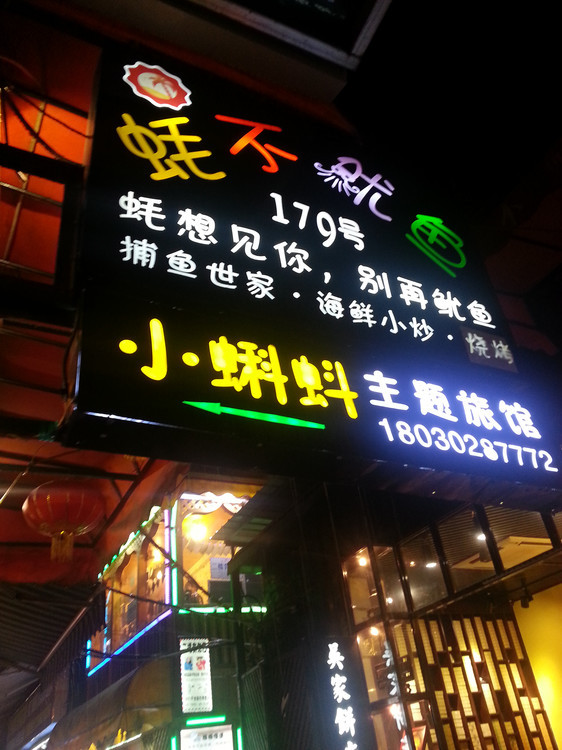 蚝不鱿西
179号
蚝想见你，别再鱿鱼
捕鱼世家·海鲜小炒·烧烤
小蝌蚪主题旅馆
18030287772
吴家饼